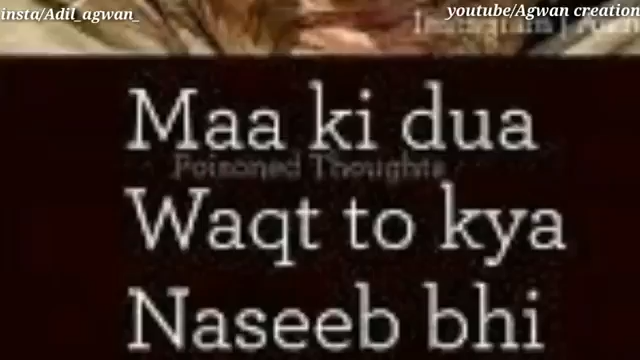 insta/Adil_agwan_
youtube/Agwan creation
Maa ki dua
Poisoned Thoughts
Waqt to kya
Naseeb bhi